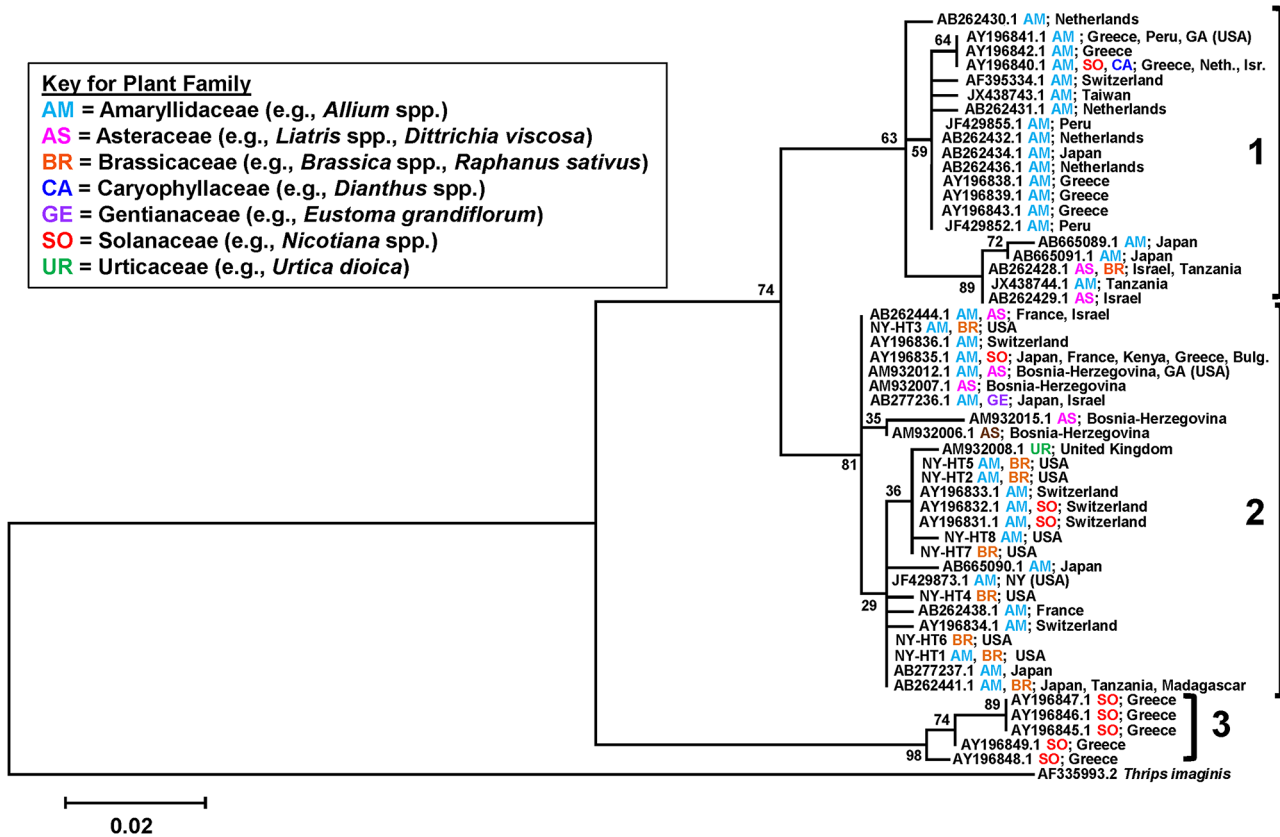 Key for Plant Family
AM = Amaryllidaceae (e.g., Allium spp.)
AS = Asteraceae (e.g., Liatris spp., Dittrichia viscosa)
BR = Brassicaceae (e.g., Brassica spp., Raphanus sativus)
CA = Caryophyllaceae (e.g., Dianthus spp.)
GE = Gentianaceae (e.g., Eustoma grandiflorum)
SO = Solanaceae (e.g., Nicotiana spp.)
UR = Urticaceae (e.g., Urtica dioica)
AB262430.1 AM; Netherlands
64
AY196841.1 AM ; Greece, Peru, GA (USA)
AY196842.1 AM; Greece
AY196840.1 AM, SO, CA; Greece, Neth., Isr.
AF395334.1 AM; Switzerland
JX438743.1 AM; Taiwan
AB262431.1 AM; Netherlands
JF429855.1 AM; Peru
63
AB262432.1 AM; Netherlands
59
AB262434.1 AM; Japan
1
AB262436.1 AM; Netherlands
AY196838.1 AM; Greece
AY196839.1 AM; Greece
AY196843.1 AM; Greece
JF429852.1 AM; Peru
72
AB665089.1 AM; Japan
AB665091.1 AM; Japan
AB262428.1 AS, BR; Israel, Tanzania
89
JX438744.1 AM; Tanzania
AB262429.1 AS; Israel
74
AB262444.1 AM, AS; France, Israel
NY-HT3 AM, BR; USA
AY196836.1 AM; Switzerland
AY196835.1 AM, SO; Japan, France, Kenya, Greece, Bulg.
AM932012.1 AM, AS; Bosnia-Herzegovina, GA (USA)
AM932007.1 AS; Bosnia-Herzegovina
AB277236.1 AM, GE; Japan, Israel
35
AM932015.1 AS; Bosnia-Herzegovina
AM932006.1 AS; Bosnia-Herzegovina
AM932008.1 UR; United Kingdom
81
NY-HT5 AM, BR; USA
NY-HT2 AM, BR; USA
36
AY196833.1 AM; Switzerland
AY196832.1 AM, SO; Switzerland
2
AY196831.1 AM, SO; Switzerland
NY-HT8 AM; USA
NY-HT7 BR; USA
AB665090.1 AM; Japan
JF429873.1 AM; NY (USA)
NY-HT4 BR; USA
29
AB262438.1 AM; France
AY196834.1 AM; Switzerland
NY-HT6 BR; USA
NY-HT1 AM, BR; USA
AB277237.1 AM, Japan
AB262441.1 AM, BR; Japan, Tanzania, Madagascar
89
AY196847.1 SO; Greece
74
AY196846.1 SO; Greece
3
AY196845.1 SO; Greece
AY196849.1 SO; Greece
98
AY196848.1 SO; Greece
AF335993.2 Thrips imaginis
0.02